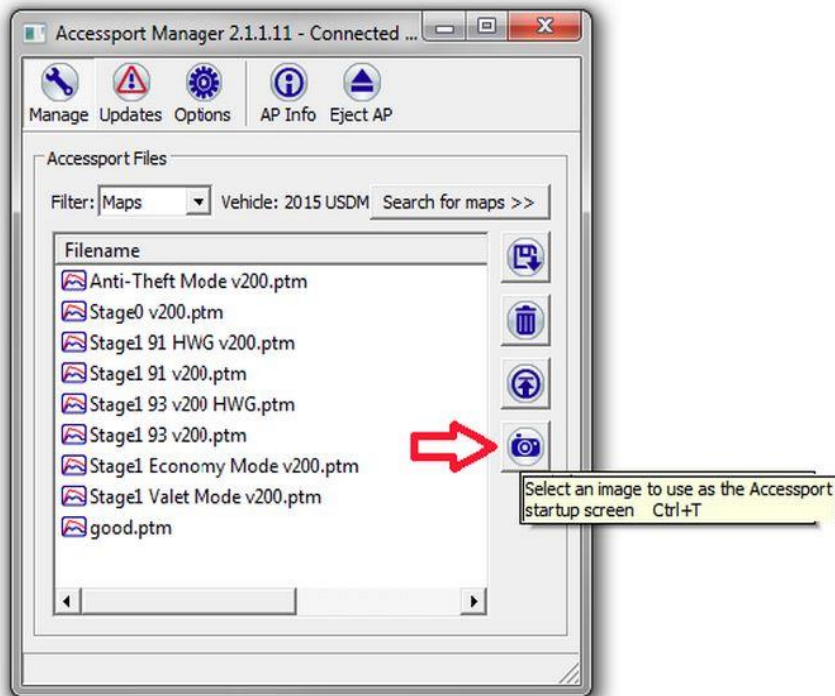 Accessport Manager 2.1.1.11 - Connected ...
Manage Updates Options AP Info Eject AP
Accessport Files
Filter: Maps Vehicle: 2015 USDM Search for maps >>
Filename
Anti-Theft Mode v200.ptm
Stage0 v200.ptm
Stage1 91 HWG v200.ptm
Stage1 91 v200.ptm
Stage1 93 v200 HWG.ptm
Stage1 93 v200.ptm
Stage1 Economy Mode v200.ptm
Stage1 Valet Mode v200.ptm
good.ptm
Select an image to use as the Accessport
startup screen Ctrl+T